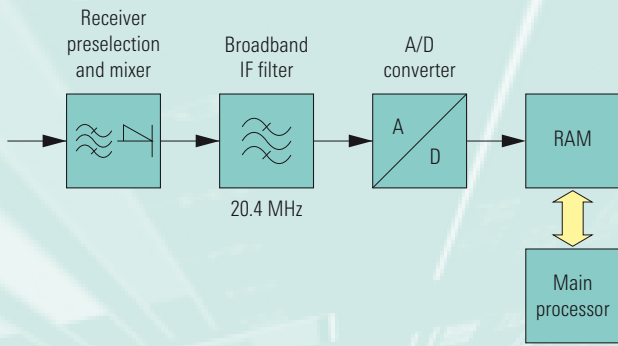 Receiver
preselection
and mixer
Broadband
IF filter
A/D
converter
A
D
RAM
20.4 MHz
Main
processor